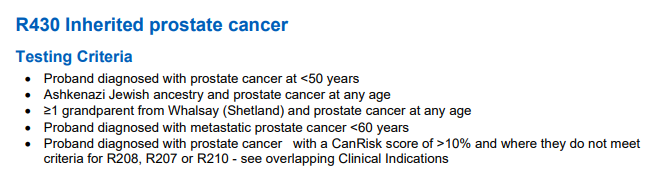 R430 Inherited prostate cancer
Testing Criteria
• Proband diagnosed with prostate cancer at <50 years
• Ashkenazi Jewish ancestry and prostate cancer at any age
• ≥1 grandparent from Whalsay (Shetland) and prostate cancer at any age
• Proband diagnosed with metastatic prostate cancer <60 years
• Proband diagnosed with prostate cancer with a CanRisk score of >10% and where they do not meet
criteria for R208, R207 or R210 - see overlapping Clinical Indications